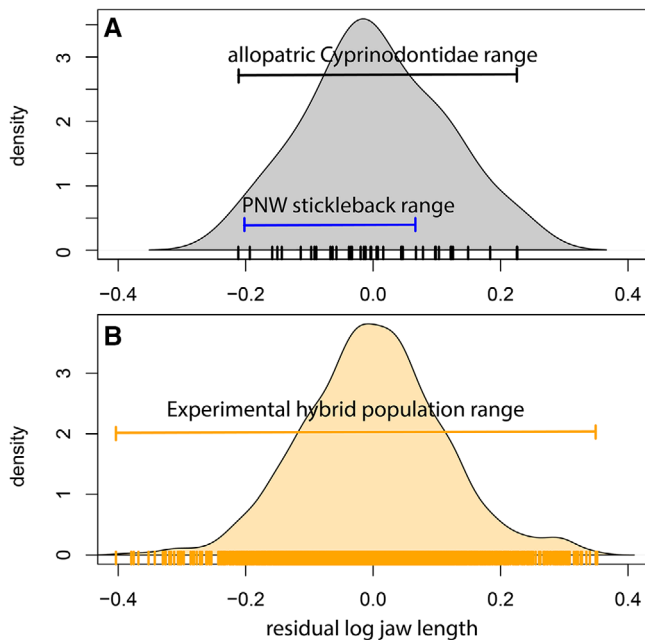 A
allopatric Cyprinodontidae range
PNW stickleback range
density
3
2
1
0
−0.4 −0.2 0.0 0.2 0.4
B
Experimental hybrid population range
density
3
2
1
0
−0.4 −0.2 0.0 0.2 0.4
residual log jaw length